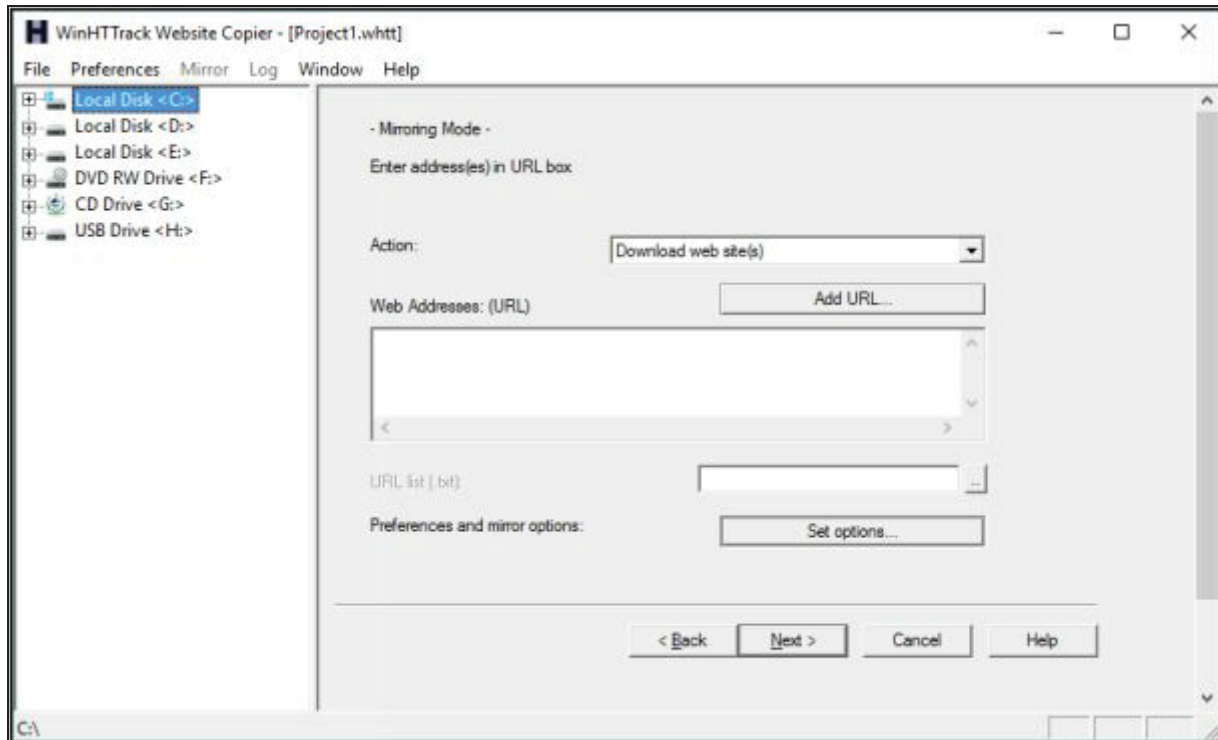 WinHTTrack Website Copier - [Project1.whtt]
File Preferences Mirror Log Window Help
Local Disk <C:>
Local Disk <D:>
Local Disk <E:>
DVD RW Drive <F:>
CD Drive <G:>
USB Drive <H:>
- Mirroring Mode -
Enter address(es) in URL box
Action: Download web site(s)
Web Addresses: (URL) Add URL...
URL list (.txt) ...
Preferences and mirror options: Set options...
< Back Next > Cancel Help
C:\